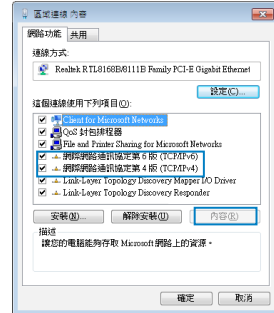 區域連線 內容
網路功能 共用
連線方式:
Realtek RTL8168B/8111B Family PCI-E Gigabit Ethernet
設定(C)...
這個連線使用下列項目(O):
Client for Microsoft Networks
QoS 封包排程器
File and Printer Sharing for Microsoft Networks
網際網路通訊協定第 6 版 (TCP/IPv6)
網際網路通訊協定第 4 版 (TCP/IPv4)
Link-Layer Topology Discovery Mapper I/O Driver
Link-Layer Topology Discovery Responder
安裝(N)... 解除安裝(U) 內容(R)
描述
讓您的電腦能夠存取 Microsoft 網路上的資源。
確定 取消